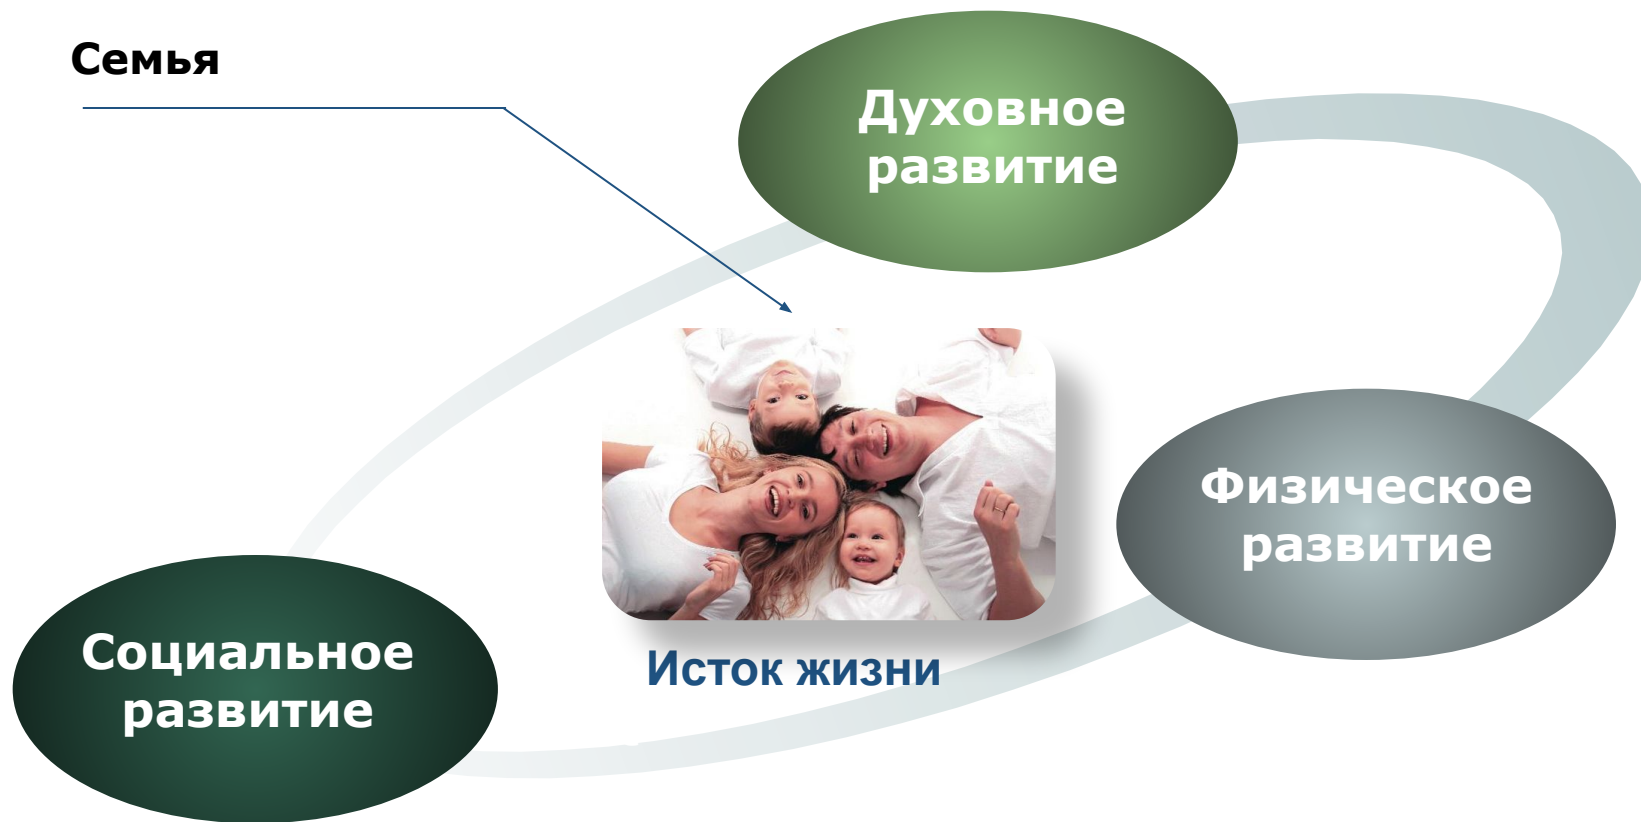 Семья
Духовное
развитие
Физическое
развитие
Социальное
развитие
Исток жизни